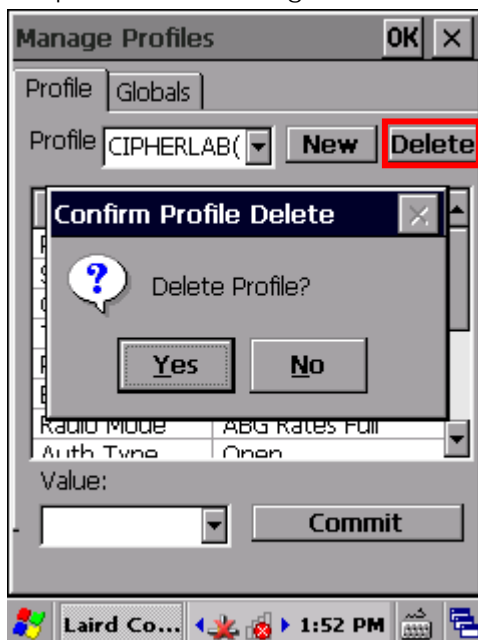 Manage Profiles OK
Profile Globals
Profile CIPHERLAB( New Delete
Confirm Profile Delete
Delete Profile?
Yes No
Radio Mode ABG Rates Full
Auth Type Open
Value:
Commit
Laird Co... 1:52 PM